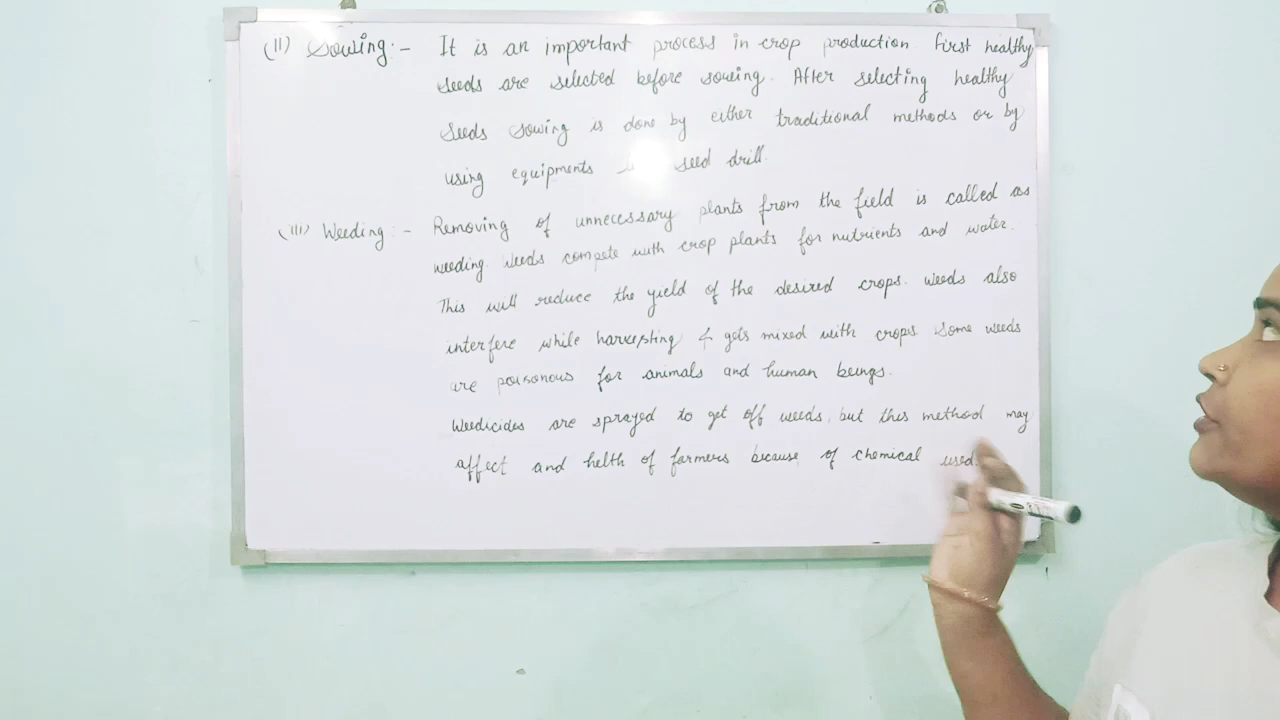 (II) Sowing:- It is an important process in crop production first healthy
seeds are selected before sowing. After selecting healthy
seeds sowing is done by either traditional methods or by
using equipments seed drill.
(III) Weeding:- Removing of unnecessary plants from the field is called as
weeding. Weeds compete with crop plants for nutrients and water.
This will reduce the yield of the desired crops. weeds also
interfere while harvesting & gets mixed with crops. Some weeds
are poisonous for animals and human beings.
Weedicides are sprayed to get off weeds, but this method may
affect and helth of farmers because of chemical used.